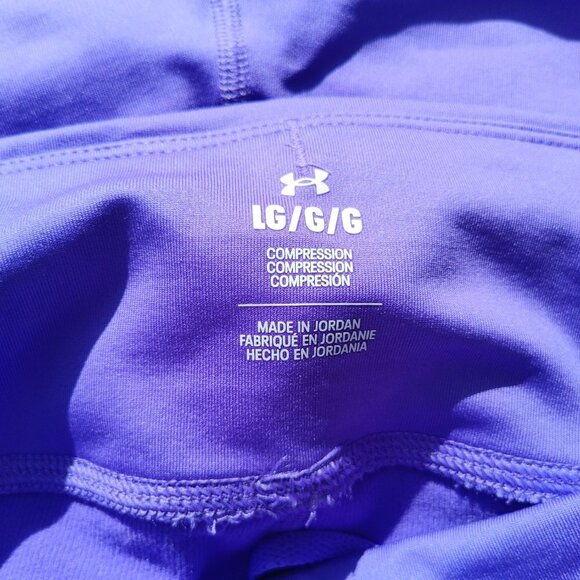 LG/G/G
COMPRESSION
COMPRESSION
COMPRESIÓN
MADE IN JORDAN
FABRIQUÉ EN JORDANIE
HECHO EN JORDANIA